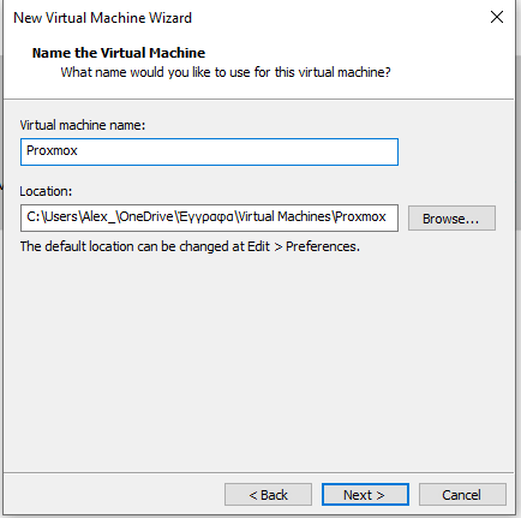 New Virtual Machine Wizard
Name the Virtual Machine
What name would you like to use for this virtual machine?
Virtual machine name:
Proxmox
Location:
C:\Users\Alex_\OneDrive\Έγγραφα\Virtual Machines\Proxmox
Browse...
The default location can be changed at Edit > Preferences.
< Back
Next >
Cancel